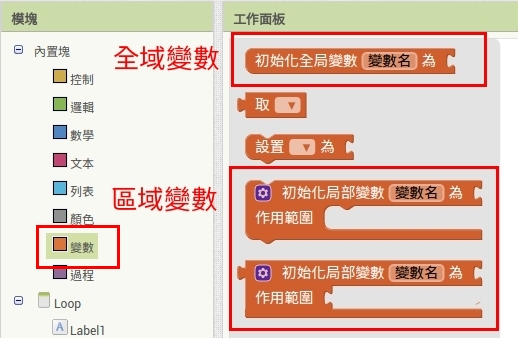 模塊
工作面板
內置塊
全域變數
初始化全局變數 變數名 為
控制
邏輯
取
數學
設置 為
文本
列表
區域變數
初始化局部變數 變數名 為
作用範圍
顏色
變數
過程
初始化局部變數 變數名 為
作用範圍
Loop
Label1